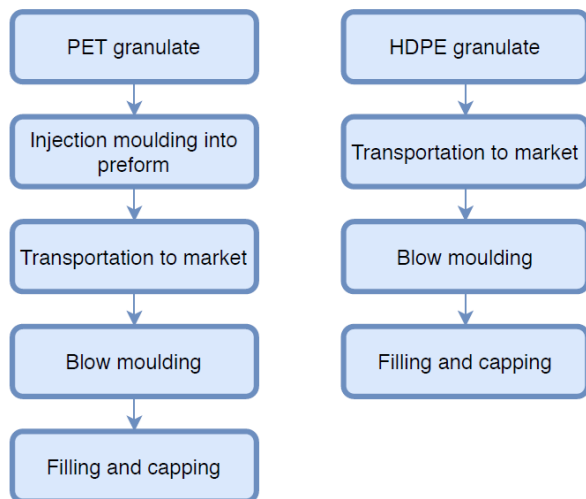 PET granulate
Injection moulding into
preform
Transportation to market
Blow moulding
Filling and capping
HDPE granulate
Transportation to market
Blow moulding
Filling and capping